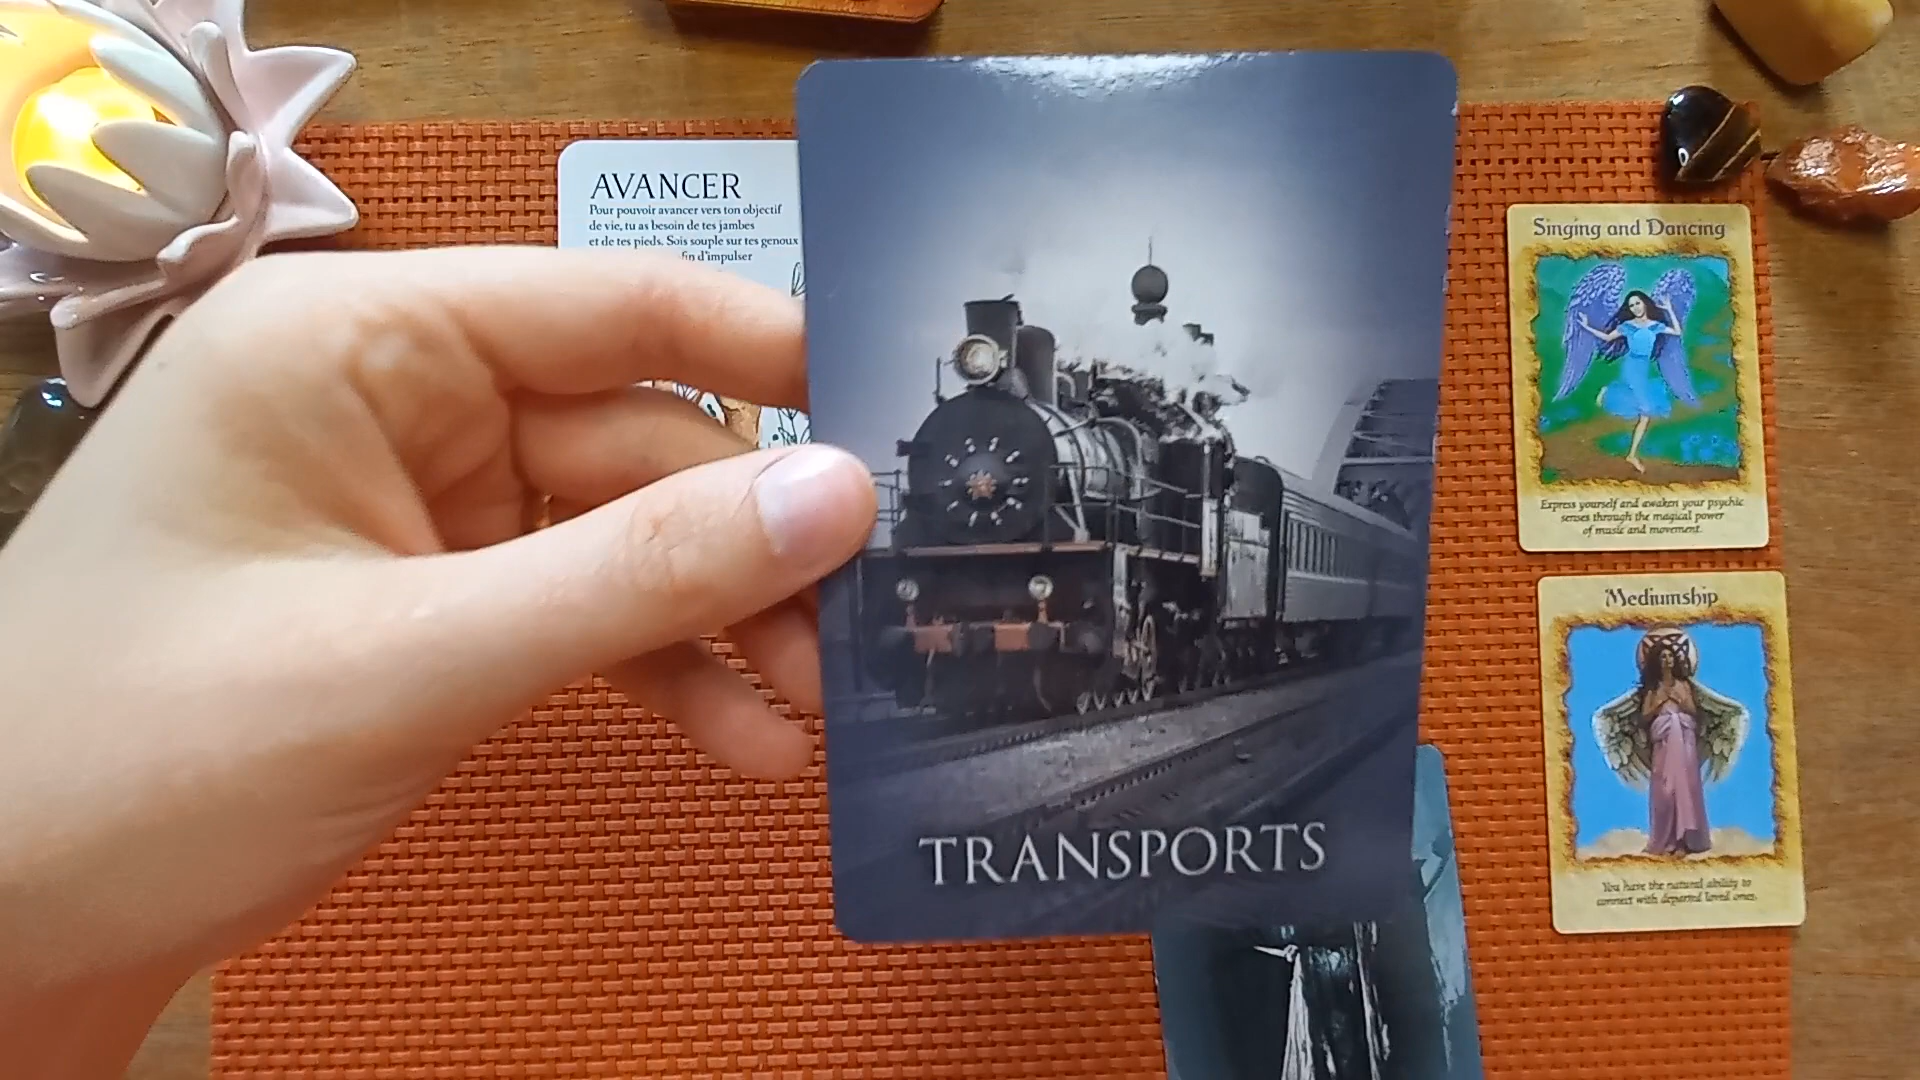 AVANCER
Pour pouvoir avancer vers ton objectif
de vie, tu as besoin de tes jambes
et de tes pieds. Sois souple sur tes genoux
d'impulser
TRANSPORTS
Singing and Dancing
Express yourself and awaken your psychic
senses through the magical power
of music and movement.
Mediumship
You have the natural ability to
connect with departed loved ones.